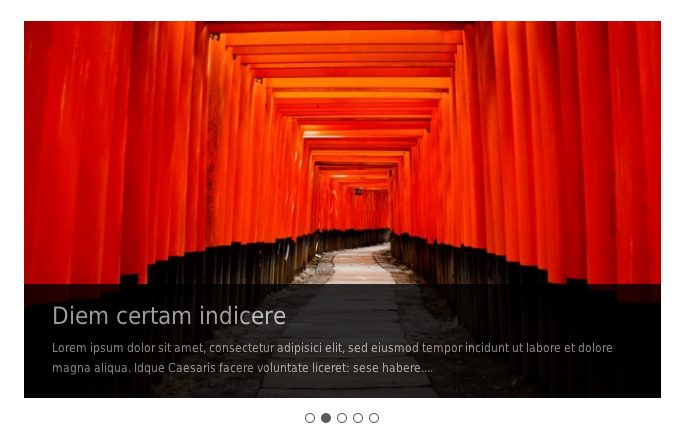 Diem certam indicere
Lorem ipsum dolor sit amet, consectetur adipisici elit, sed eiusmod tempor incidunt ut labore et dolore
magna aliqua. Idque Caesaris facere voluntate liceret: sese habere....